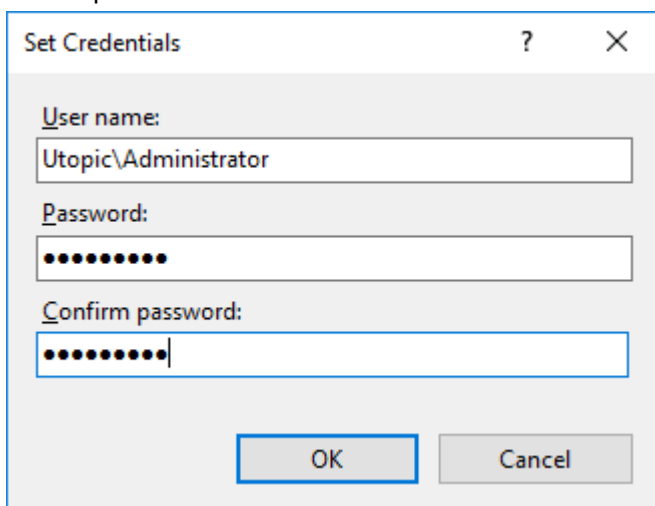 Set Credentials ?
User name:
Utopic\Administrator
Password:
●●●●●●●●●
Confirm password:
●●●●●●●●●
OK Cancel